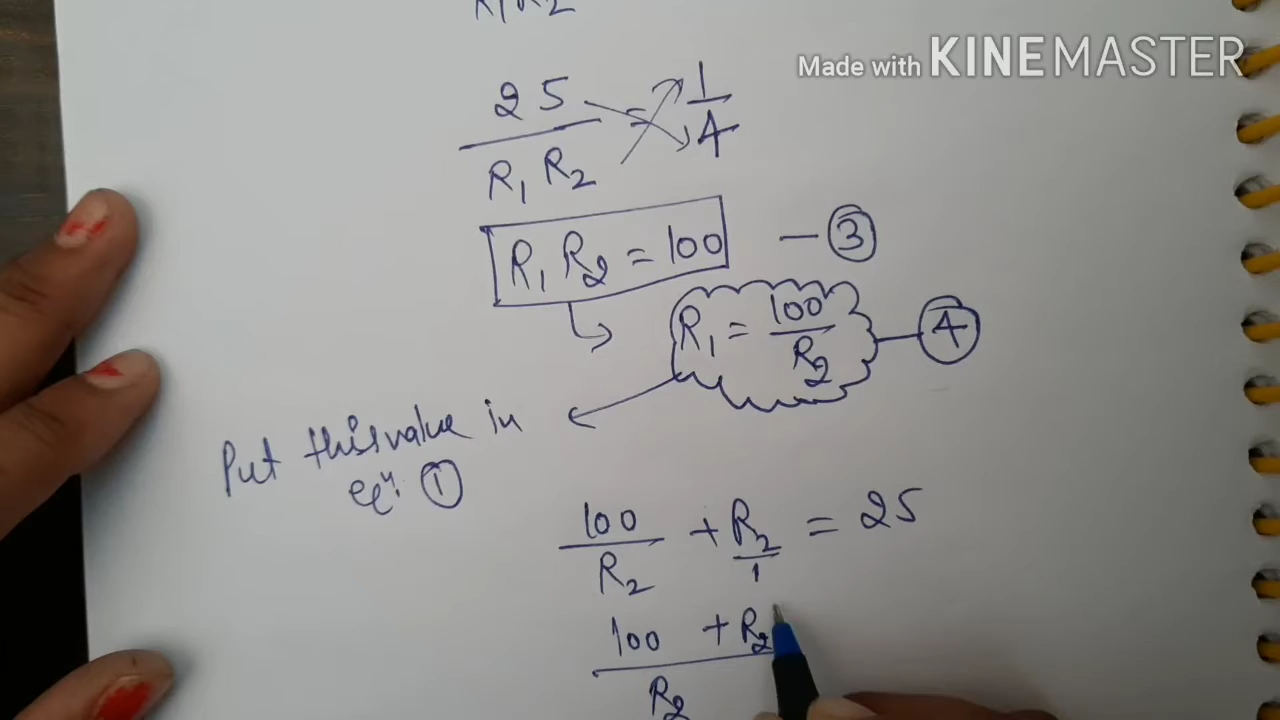 Made with KINEMASTER
25 / R₁ R₂ = 1 / 4
R₁ R₂ = 100 — ③
R₁ = 100 / R₂ — ④
Put this value in
eqⁿ. ①
100 / R₂ + R₂ / 1 = 25
100 + R₂ / R₂